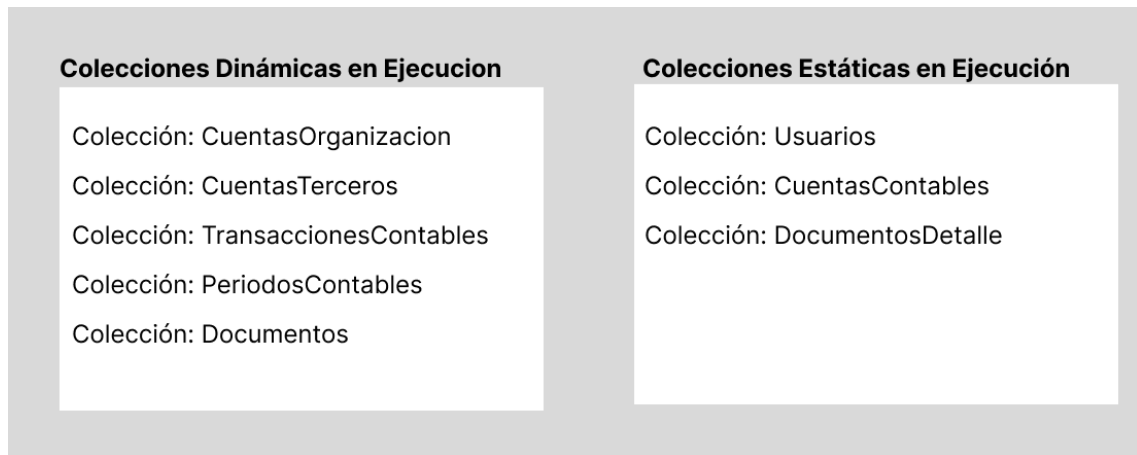 Colecciones Dinámicas en Ejecucion
Colección: CuentasOrganizacion
Colección: CuentasTerceros
Colección: TransaccionesContables
Colección: PeriodosContables
Colección: Documentos
Colecciones Estáticas en Ejecución
Colección: Usuarios
Colección: CuentasContables
Colección: DocumentosDetalle